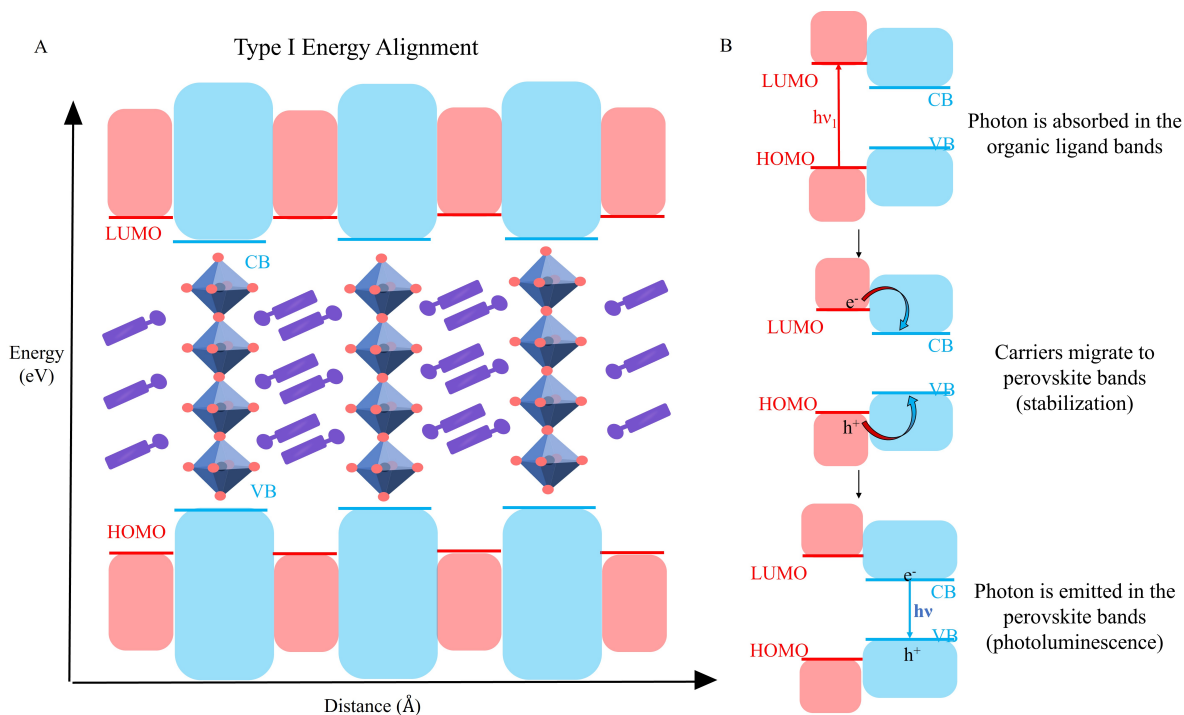 A
Type I Energy Alignment
Energy
(eV)
LUMO
CB
VB
HOMO
Distance (Å)
B
LUMO
CB
hν₁
HOMO
VB
Photon is absorbed in the
organic ligand bands
e⁻
LUMO
CB
HOMO
VB
h⁺
Carriers migrate to
perovskite bands
(stabilization)
LUMO
e⁻
CB
hν
HOMO
VB
h⁺
Photon is emitted in the
perovskite bands
(photoluminescence)